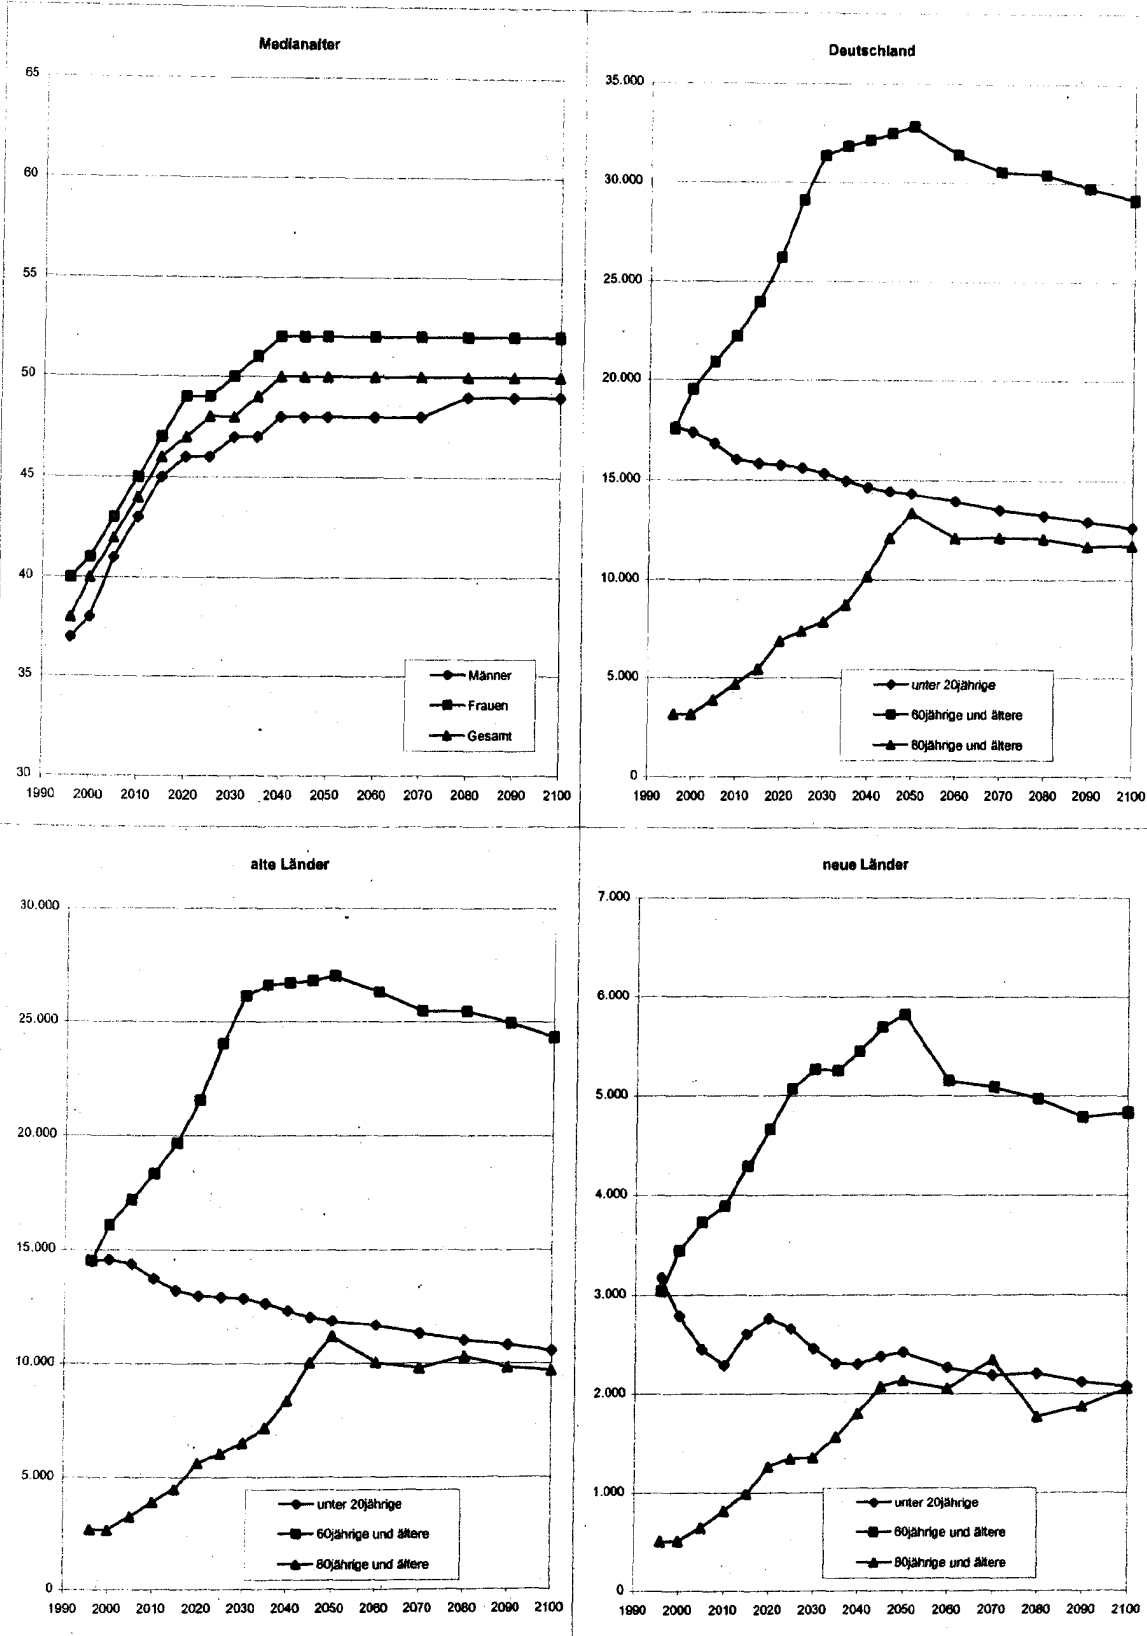 Medianalter
65
60
55
50
45
40
35
30
1990 2000 2010 2020 2030 2040 2050 2060 2070 2080 2090 2100
Männer
Frauen
Gesamt
Deutschland
35.000
30.000
25.000
20.000
15.000
10.000
5.000
0
1990 2000 2010 2020 2030 2040 2050 2060 2070 2080 2090 2100
unter 20jährige
60jährige und ältere
80jährige und ältere
alte Länder
30.000
25.000
20.000
15.000
10.000
5.000
0
1990 2000 2010 2020 2030 2040 2050 2060 2070 2080 2090 2100
unter 20jährige
60jährige und ältere
80jährige und ältere
neue Länder
7.000
6.000
5.000
4.000
3.000
2.000
1.000
0
1990 2000 2010 2020 2030 2040 2050 2060 2070 2080 2090 2100
unter 20jährige
60jährige und ältere
80jährige und ältere